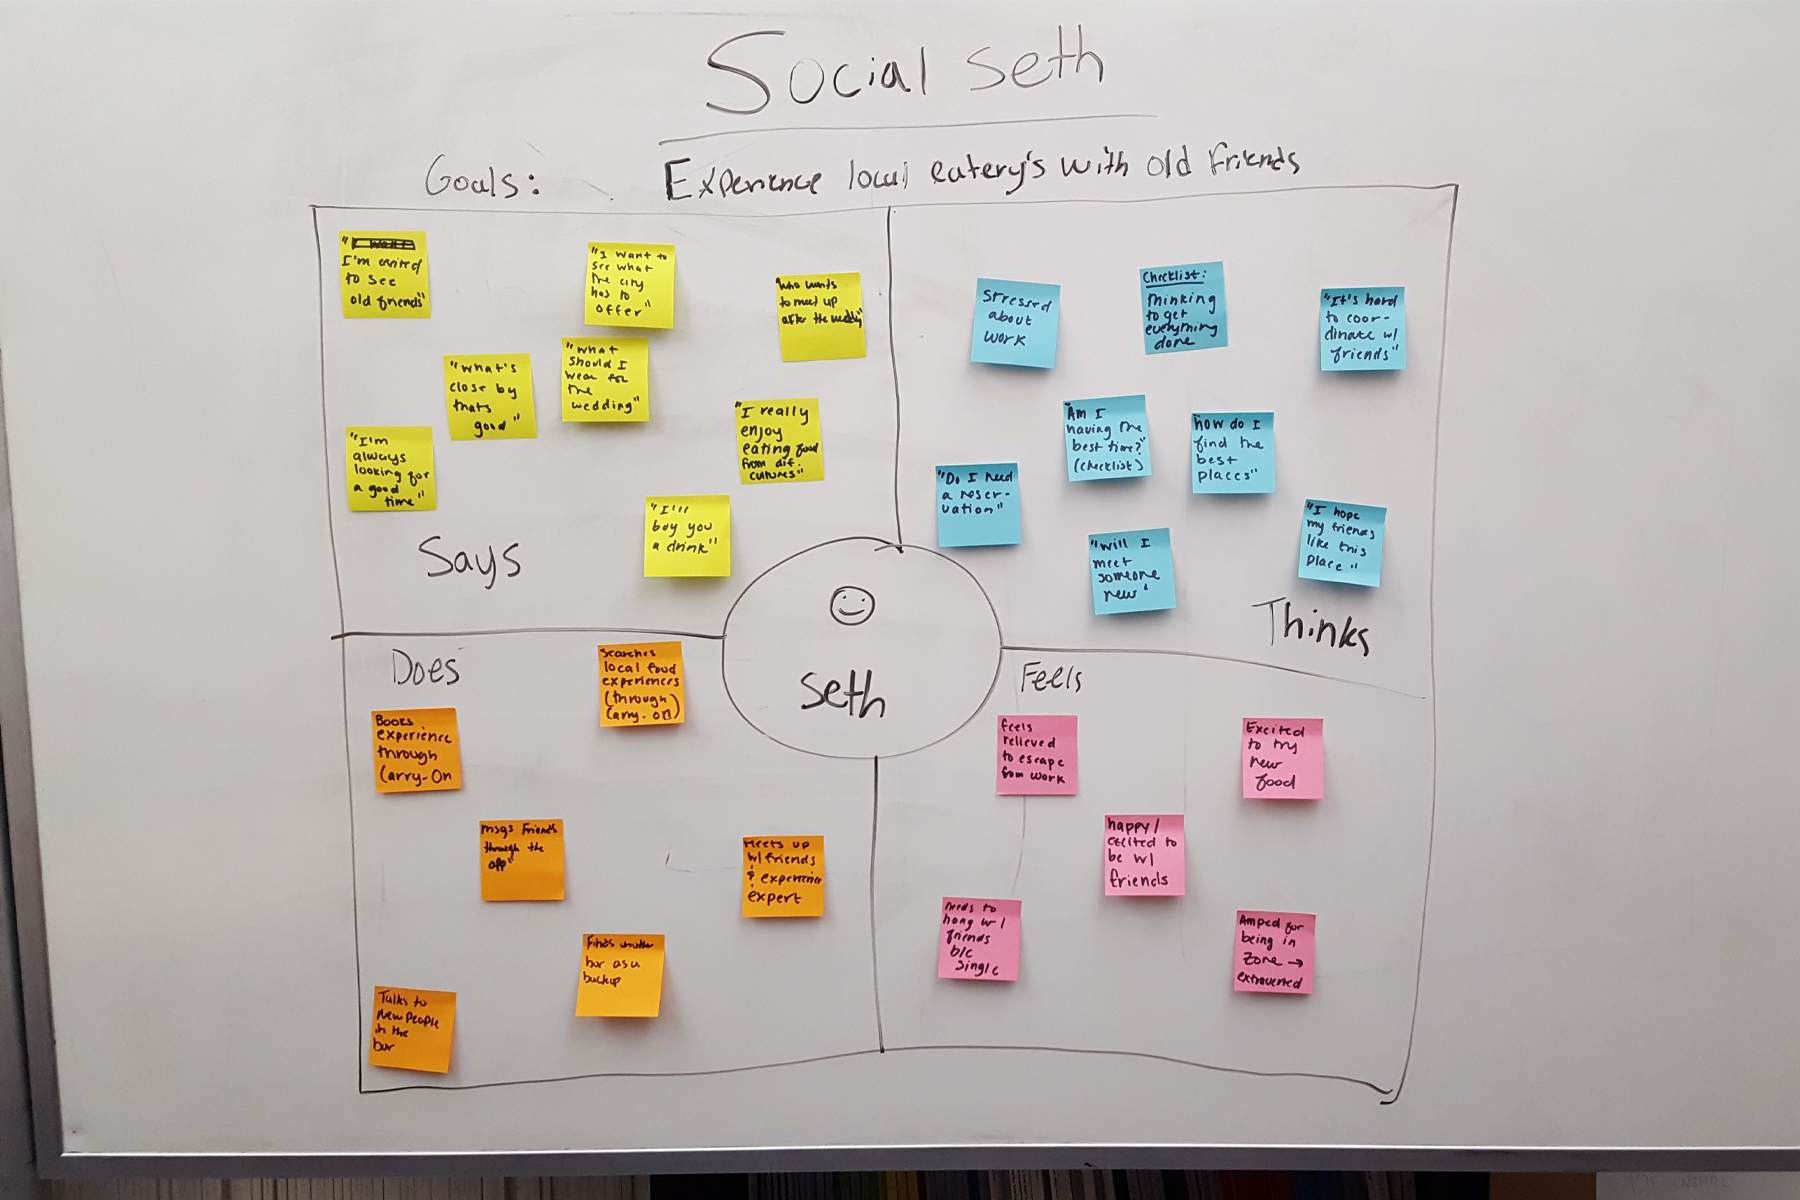 Social Seth
Goals: Experience local eatery's with old Friends
"
I'm
to see
old friends"
"I want to
see what
the city
has to
offer"
who wants
to meet up
after the wedding"
"what's
close by
thats
good"
"what
should I
wear for
the
wedding"
"I'm
always
looking for
a good
time"
"I really
enjoy
eating food
from dif.
cultures"
"I'll
buy you
a drink"
Says
Stressed
about
work
Checklist:
thinking
to get
everything
done
"It's hard
to coor-
dinate w/
friends"
"Am I
having the
best time?"
(checklist)
"how do I
find the
best
places"
"Do I need
a reser-
vation"
"will I
meet
someone
new"
"I hope
my friends
like this
place"
Thinks
seth
Does
Searches
local food
experiences
(through)
Carry-on)
Books
experience
through
Carry-On
msgs Friends
through the
app"
Meets up
w/ friends
& experience
expert
Finds another
bar as a
backup
Talks to
New People
in the
bar
Feels
feels
relieved
to escape
from work
Excited
to try
new
food
happy/
excited to
be w/
friends
needs to
hang w/
friends
b/c
single
Amped for
being in
zone →
extroverted